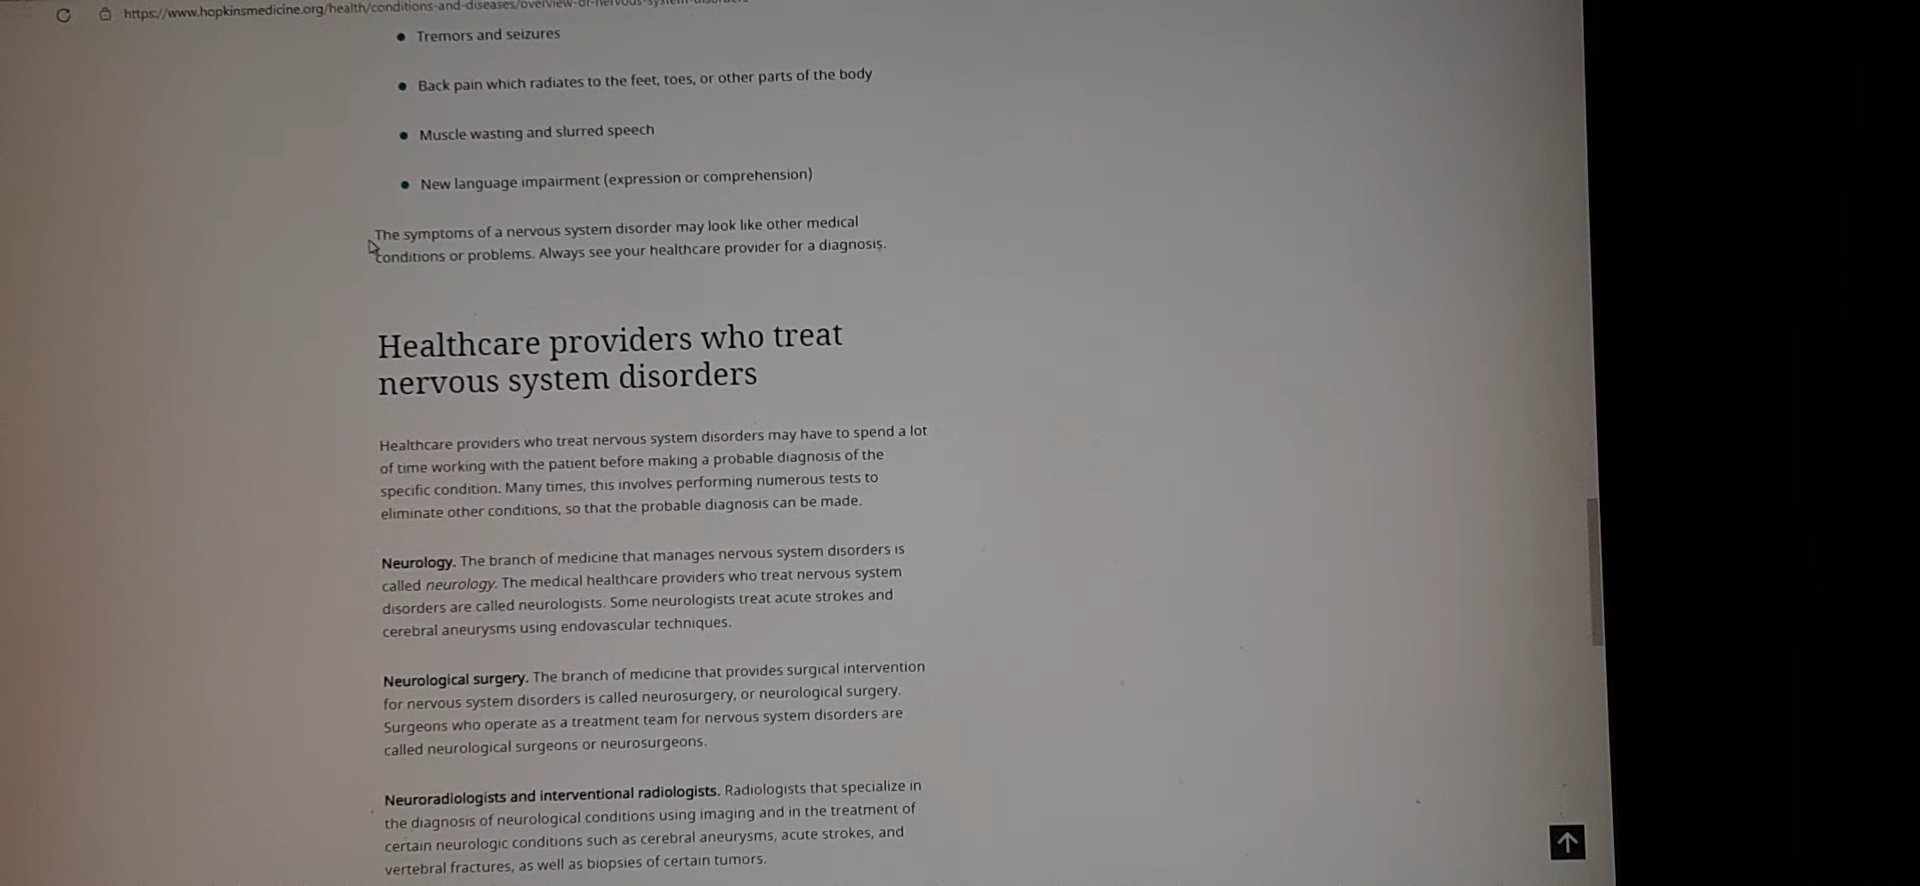 https://www.hopkinsmedicine.org/health/conditions-and-diseases/overview-of-nervous-system-disorders
Tremors and seizures
Back pain which radiates to the feet, toes, or other parts of the body
Muscle wasting and slurred speech
New language impairment (expression or comprehension)
The symptoms of a nervous system disorder may look like other medical
conditions or problems. Always see your healthcare provider for a diagnosis.
Healthcare providers who treat
nervous system disorders
Healthcare providers who treat nervous system disorders may have to spend a lot
of time working with the patient before making a probable diagnosis of the
specific condition. Many times, this involves performing numerous tests to
eliminate other conditions, so that the probable diagnosis can be made.
Neurology. The branch of medicine that manages nervous system disorders is
called neurology. The medical healthcare providers who treat nervous system
disorders are called neurologists. Some neurologists treat acute strokes and
cerebral aneurysms using endovascular techniques.
Neurological surgery. The branch of medicine that provides surgical intervention
for nervous system disorders is called neurosurgery, or neurological surgery.
Surgeons who operate as a treatment team for nervous system disorders are
called neurological surgeons or neurosurgeons.
Neuroradiologists and interventional radiologists. Radiologists that specialize in
the diagnosis of neurological conditions using imaging and in the treatment of
certain neurologic conditions such as cerebral aneurysms, acute strokes, and
vertebral fractures, as well as biopsies of certain tumors.